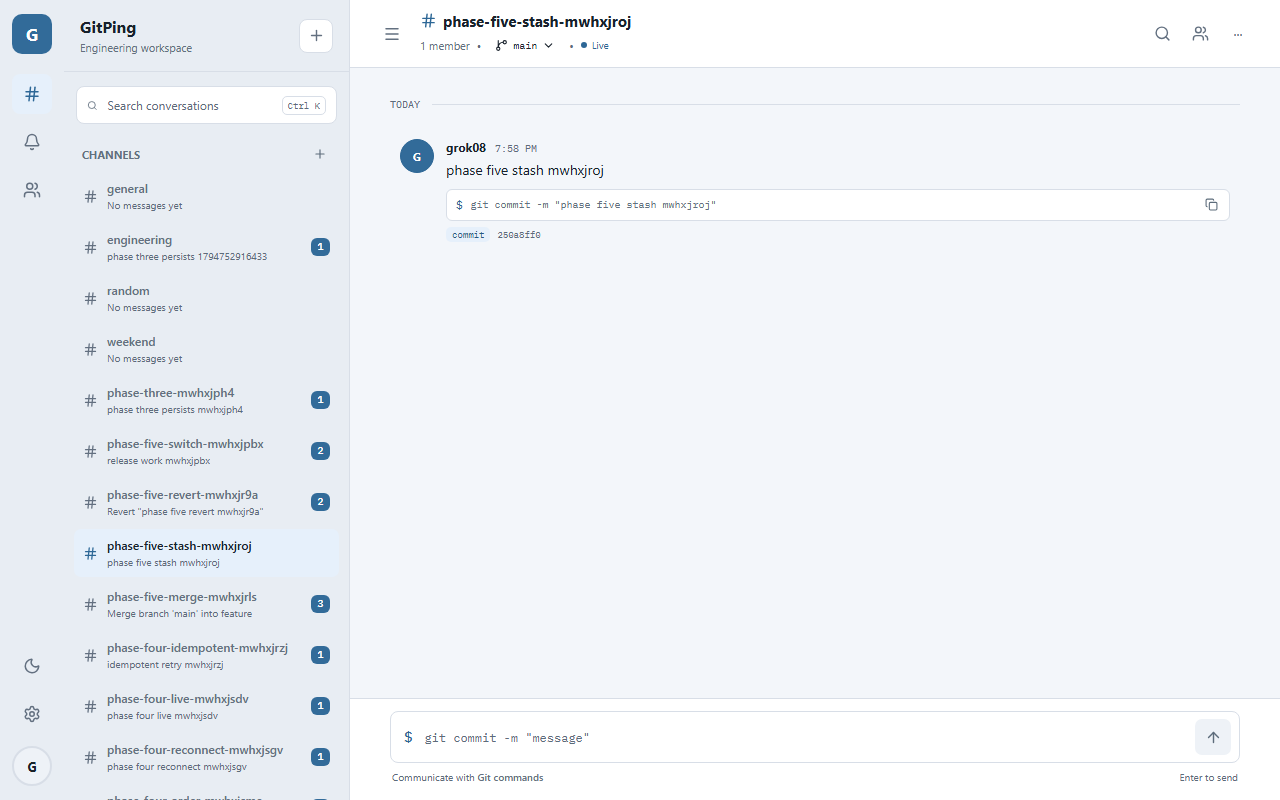 G
GitPing
Engineering workspace
Search conversations
Ctrl K
CHANNELS
general
No messages yet
engineering
phase three persists 1794752916433
1
random
No messages yet
weekend
No messages yet
phase-three-mwhxjph4
phase three persists mwhxjph4
1
phase-five-switch-mwhxjpbx
release work mwhxjpbx
2
phase-five-revert-mwhxjr9a
Revert "phase five revert mwhxjr9a"
2
phase-five-stash-mwhxjroj
phase five stash mwhxjroj
phase-five-merge-mwhxjrls
Merge branch 'main' into feature
3
phase-four-idempotent-mwhxjrzj
idempotent retry mwhxjrzj
1
phase-four-live-mwhxjsdv
phase four live mwhxjsdv
1
phase-four-reconnect-mwhxjsgv
phase four reconnect mwhxjsgv
1
G
# phase-five-stash-mwhxjroj
1 member • main • Live
TODAY
G
grok08 7:58 PM
phase five stash mwhxjroj
$ git commit -m "phase five stash mwhxjroj"
commit 250a8ff0
$ git commit -m "message"
Communicate with Git commands
Enter to send